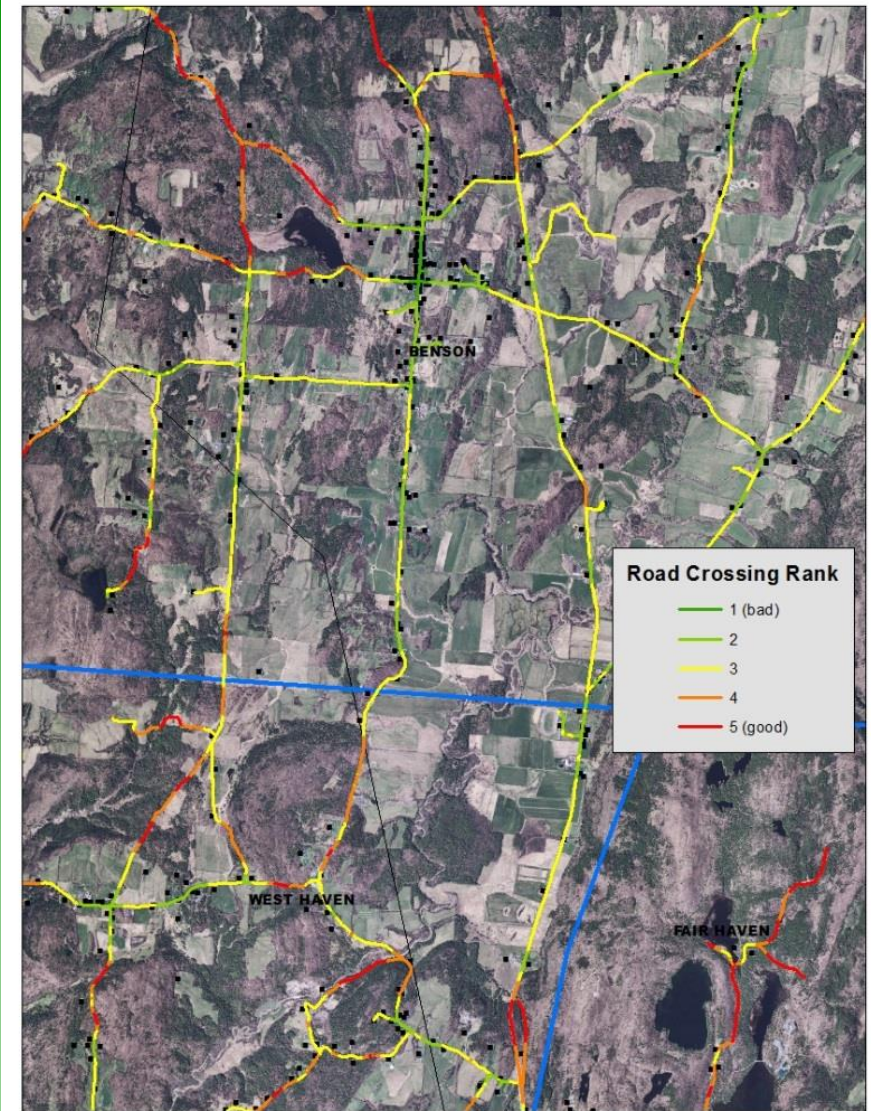 BENSON
Road Crossing Rank
1 (bad)
2
3
4
5 (good)
WEST HAVEN
FAIR HAVEN